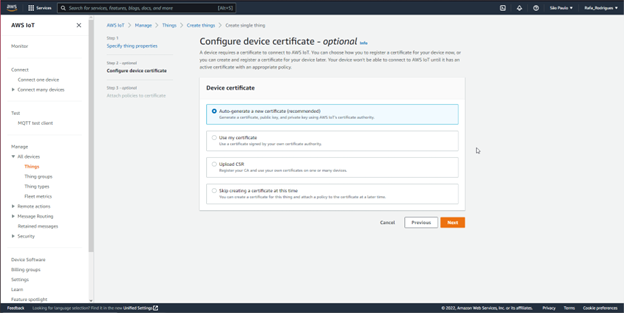 aws
Services
Search for services, features, blogs, docs, and more
[Alt+S]
São Paulo
Rafa_Rodrigues
AWS IoT
Monitor
Connect
Connect one device
Connect many devices
Test
MQTT test client
Manage
All devices
Things
Thing groups
Thing types
Fleet metrics
Remote actions
Message Routing
Retained messages
Security
Device Software
Billing groups
Settings
Learn
Feature spotlight
AWS IoT > Manage > Things > Create things > Create single thing
Step 1
Specify thing properties
Step 2 - optional
Configure device certificate
Step 3 - optional
Attach policies to certificate
Configure device certificate - optional Info
A device requires a certificate to connect to AWS IoT. You can choose how you to register a certificate for your device now, or
you can create and register a certificate for your device later. Your device won't be able to connect to AWS IoT until it has an
active certificate with an appropriate policy.
Device certificate
Auto-generate a new certificate (recommended)
Generate a certificate, public key, and private key using AWS IoT's certificate authority.
Use my certificate
Use a certificate signed by your own certificate authority.
Upload CSR
Register your CA and use your own certificates on one or many devices.
Skip creating a certificate at this time
You can create a certificate for this thing and attach a policy to the certificate at a later time.
Cancel
Previous
Next
Feedback
Looking for language selection? Find it in the new Unified Settings
© 2022, Amazon Web Services, Inc. or its affiliates.
Privacy
Terms
Cookie preferences